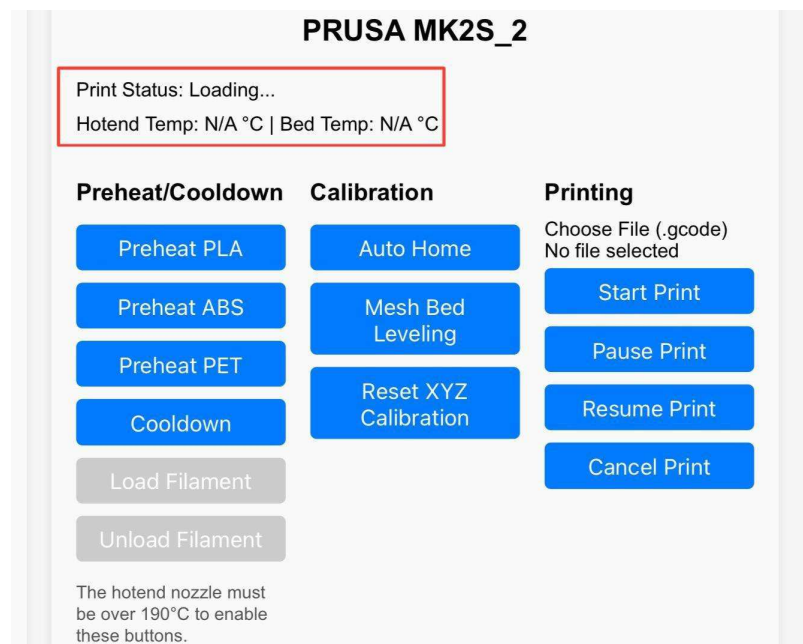 PRUSA MK2S_2
Print Status: Loading...
Hotend Temp: N/A °C | Bed Temp: N/A °C
Preheat/Cooldown
Preheat PLA
Preheat ABS
Preheat PET
Cooldown
Load Filament
Unload Filament
The hotend nozzle must
be over 190°C to enable
these buttons.
Calibration
Auto Home
Mesh Bed
Leveling
Reset XYZ
Calibration
Printing
Choose File (.gcode)
No file selected
Start Print
Pause Print
Resume Print
Cancel Print